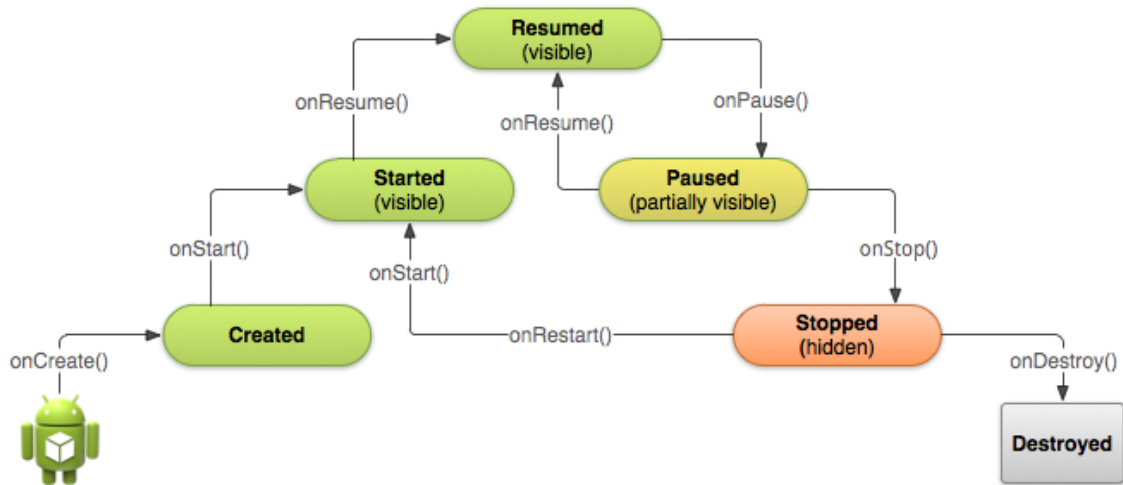 Resumed
(visible)
onResume()
onPause()
onResume()
Started
(visible)
Paused
(partially visible)
onStart()
onStop()
onStart()
Created
onRestart()
Stopped
(hidden)
onCreate()
onDestroy()
Destroyed